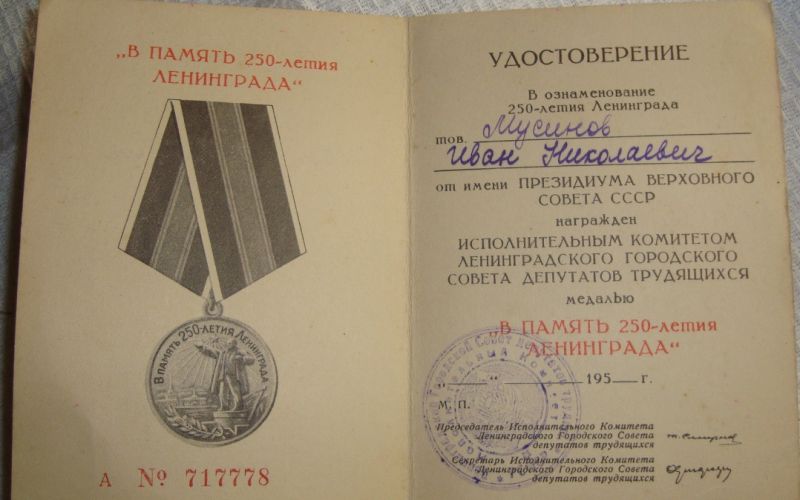 „В ПАМЯТЬ 250-летия
ЛЕНИНГРАДА“
В ПАМЯТЬ 250-ЛЕТИЯ ЛЕНИНГРАДА
А № 717778
УДОСТОВЕРЕНИЕ
В ознаменование
250-летия Ленинграда
тов. Мусинов
Иван Николаевич
от имени ПРЕЗИДИУМА ВЕРХОВНОГО
СОВЕТА СССР
награжден
ИСПОЛНИТЕЛЬНЫМ КОМИТЕТОМ
ЛЕНИНГРАДСКОГО ГОРОДСКОГО
СОВЕТА ДЕПУТАТОВ ТРУДЯЩИХСЯ
медалью
„В ПАМЯТЬ 250-летия
ЛЕНИНГРАДА“
„ “ 195 г.
М. П.
Председатель Исполнительного Комитета
Ленинградского Городского Совета
депутатов трудящихся
Секретарь Исполнительного Комитета
Ленинградского Городского Совета
депутатов трудящихся